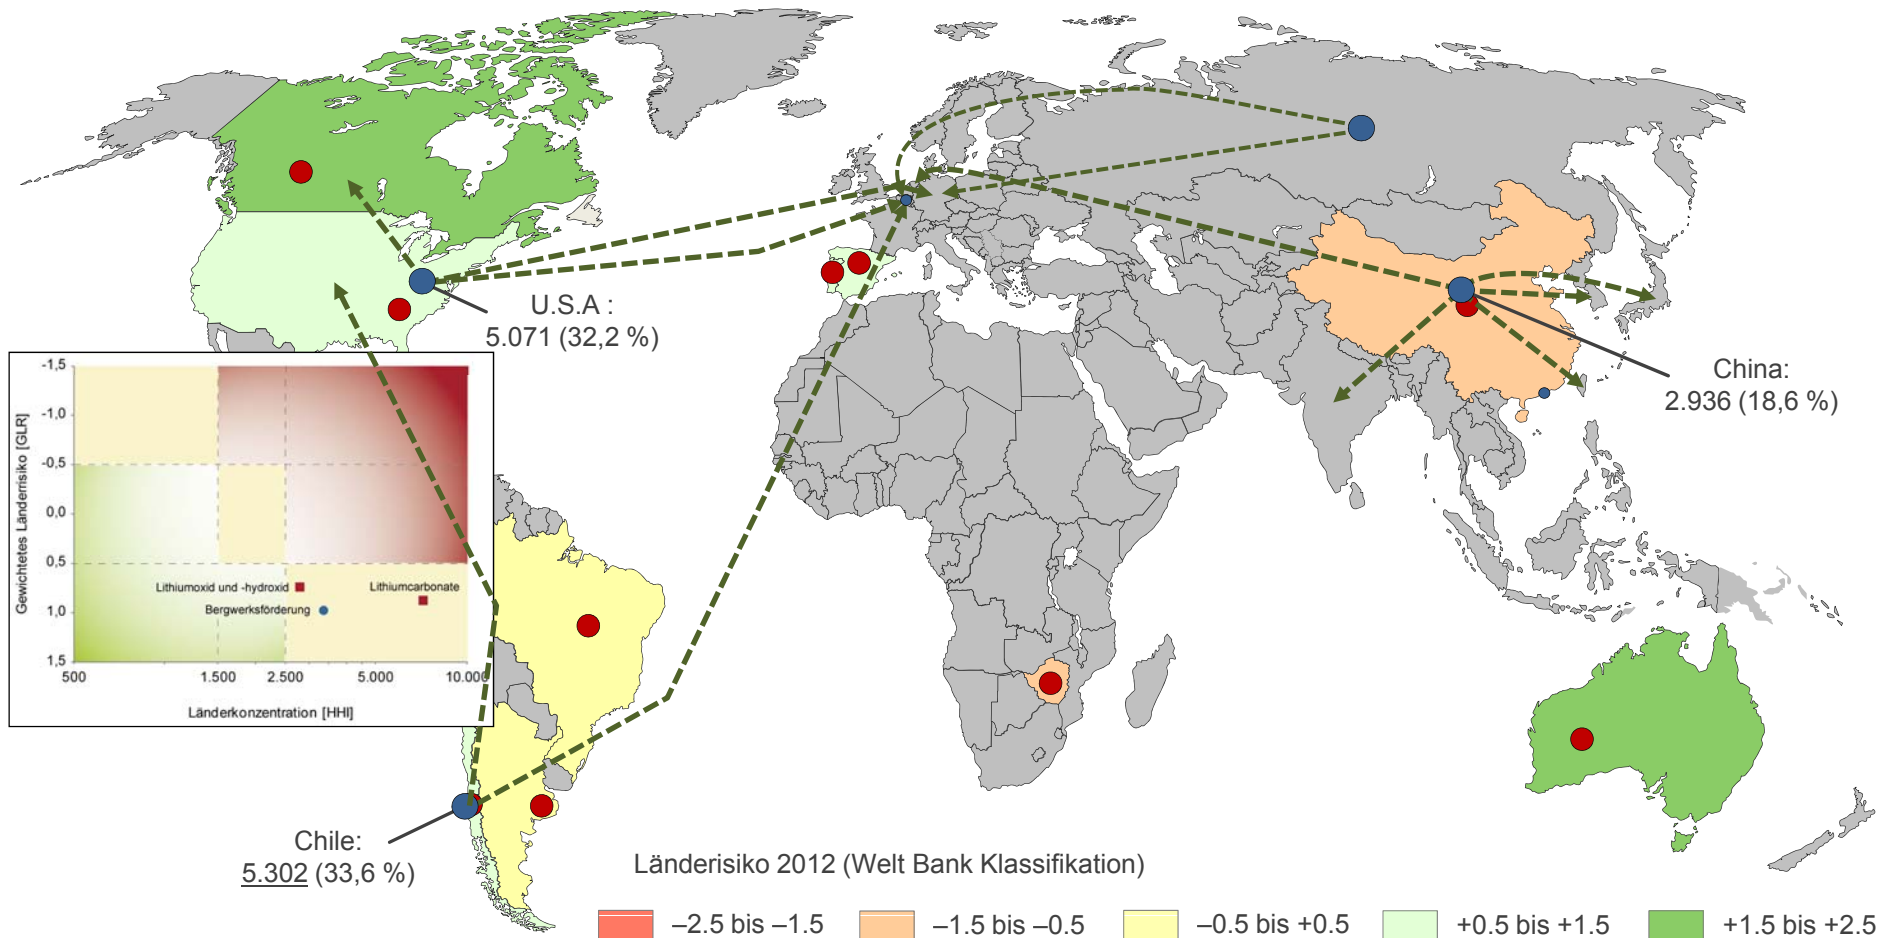 U.S.A :
5.071 (32,2 %)
China:
2.936 (18,6 %)
-1,5
-1,0
-0,5
0,0
0,5
1,0
1,5
Gewichtetes Länderrisiko [GLR]
Lithiumoxid und -hydroxid
Lithiumcarbonate
Bergwerksförderung
500
1.500
2.500
5.000
10.000
Länderkonzentration [HHI]
Chile:
5.302 (33,6 %)
Länderisiko 2012 (Welt Bank Klassifikation)
–2.5 bis –1.5
–1.5 bis –0.5
–0.5 bis +0.5
+0.5 bis +1.5
+1.5 bis +2.5